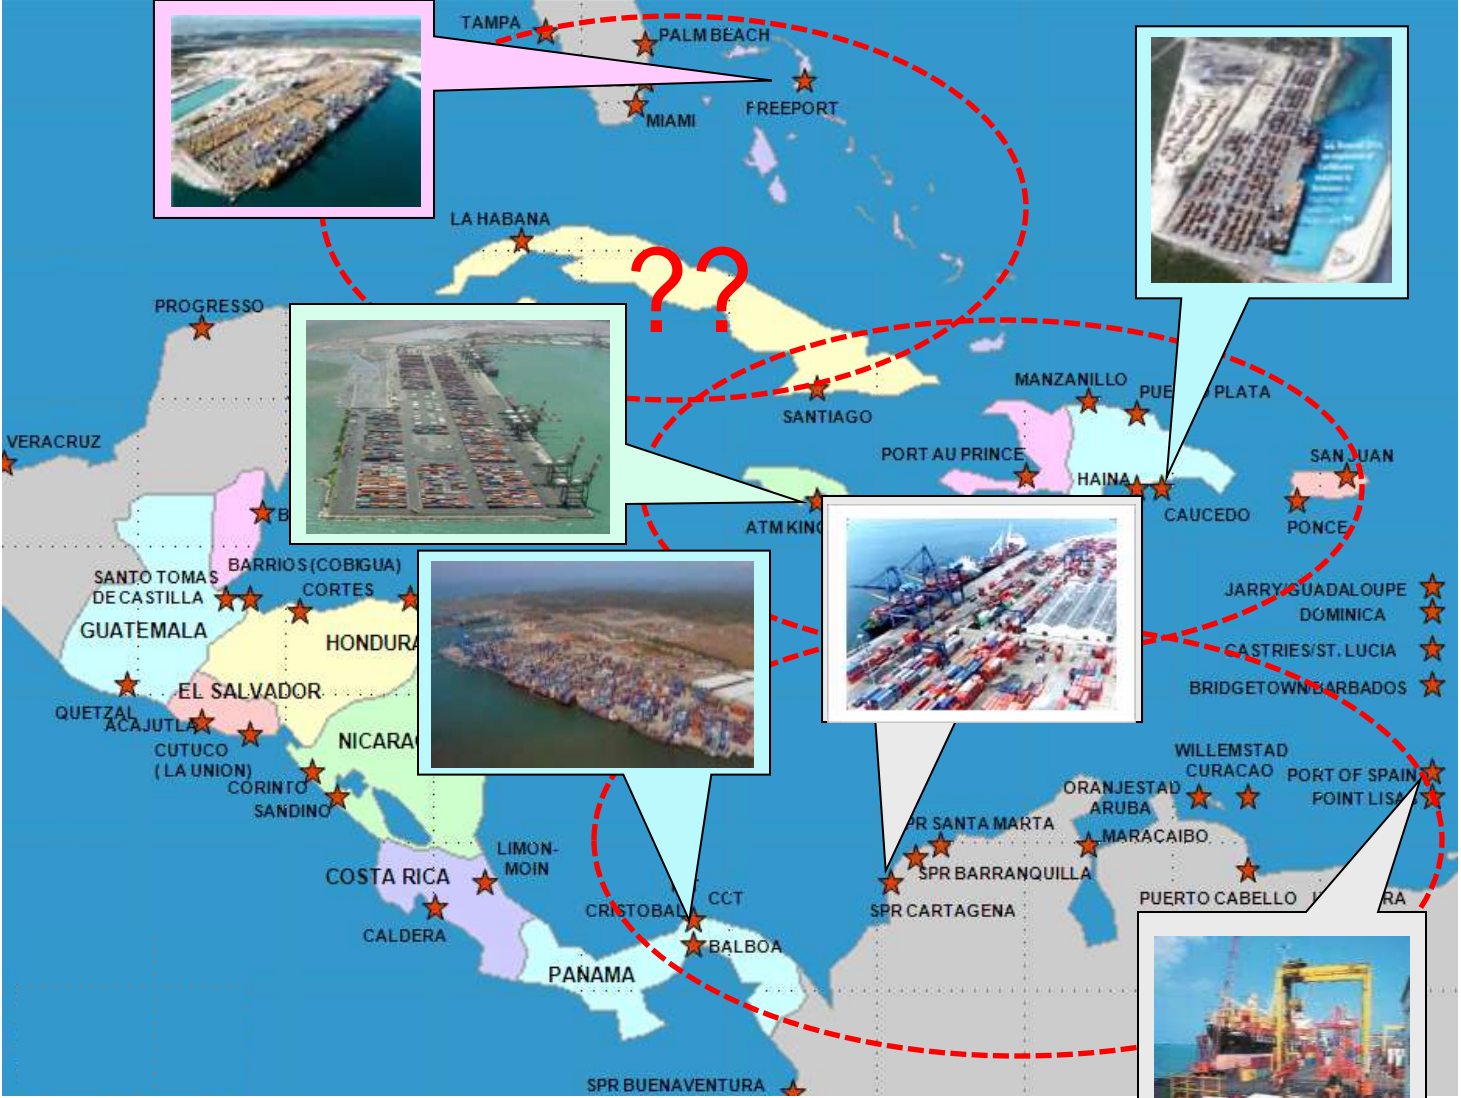 TAMPA
PALM BEACH
FREEPORT
MIAMI
LA HABANA
??
PROGRESSO
SANTIAGO
MANZANILLO
PUE O PLATA
VERACRUZ
PORT AU PRINCE
SAN JUAN
HAINA
CAUCEDO
PONCE
B
ATM KING
BARRIOS (COBIGUA)
SANTO TOMAS
DE CASTILLA
CORTES
GUATEMALA
HONDURA
JARRY/GUADALOUPE
DOMINICA
CASTRIES/ST. LUCIA
BRIDGETOWN/BARBADOS
EL SALVADOR
QUETZAL
ACAJUTLA
CUTUCO
( LA UNION)
NICARA
CORINTO
SANDINO
WILLEMSTAD
CURACAO
PORT OF SPAIN
POINT LISAS
ORANJESTAD
ARUBA
PR SANTA MARTA
MARACAIBO
LIMON-
MOIN
SPR BARRANQUILLA
COSTA RICA
CCT
CRISTOBAL
SPR CARTAGENA
PUERTO CABELLO
RA
CALDERA
BALBOA
PANAMA
SPR BUENAVENTURA